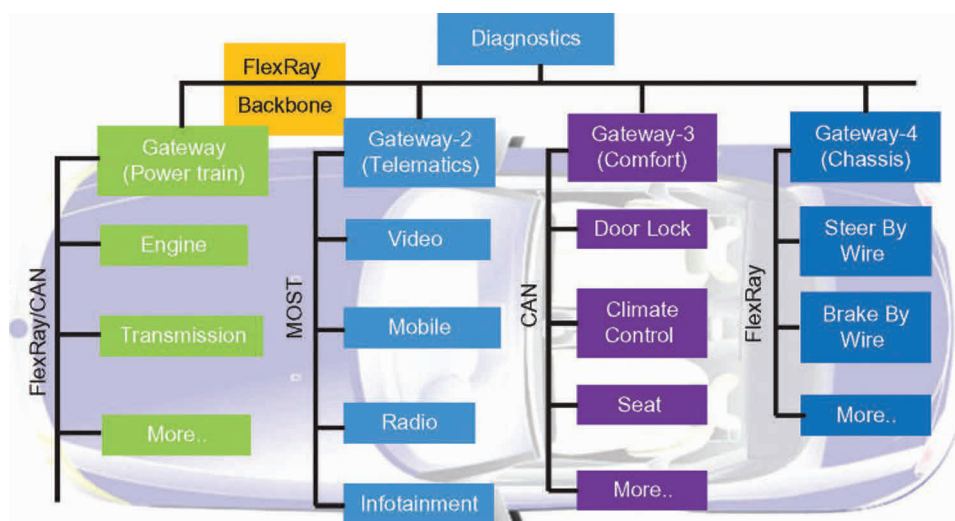 Diagnostics
FlexRay
Backbone
Gateway
(Power train)
Engine
Transmission
More..
FlexRay/CAN
Gateway-2
(Telematics)
Video
Mobile
Radio
Infotainment
MOST
Gateway-3
(Comfort)
Door Lock
Climate
Control
Seat
More..
CAN
Gateway-4
(Chassis)
Steer By
Wire
Brake By
Wire
More..
FlexRay